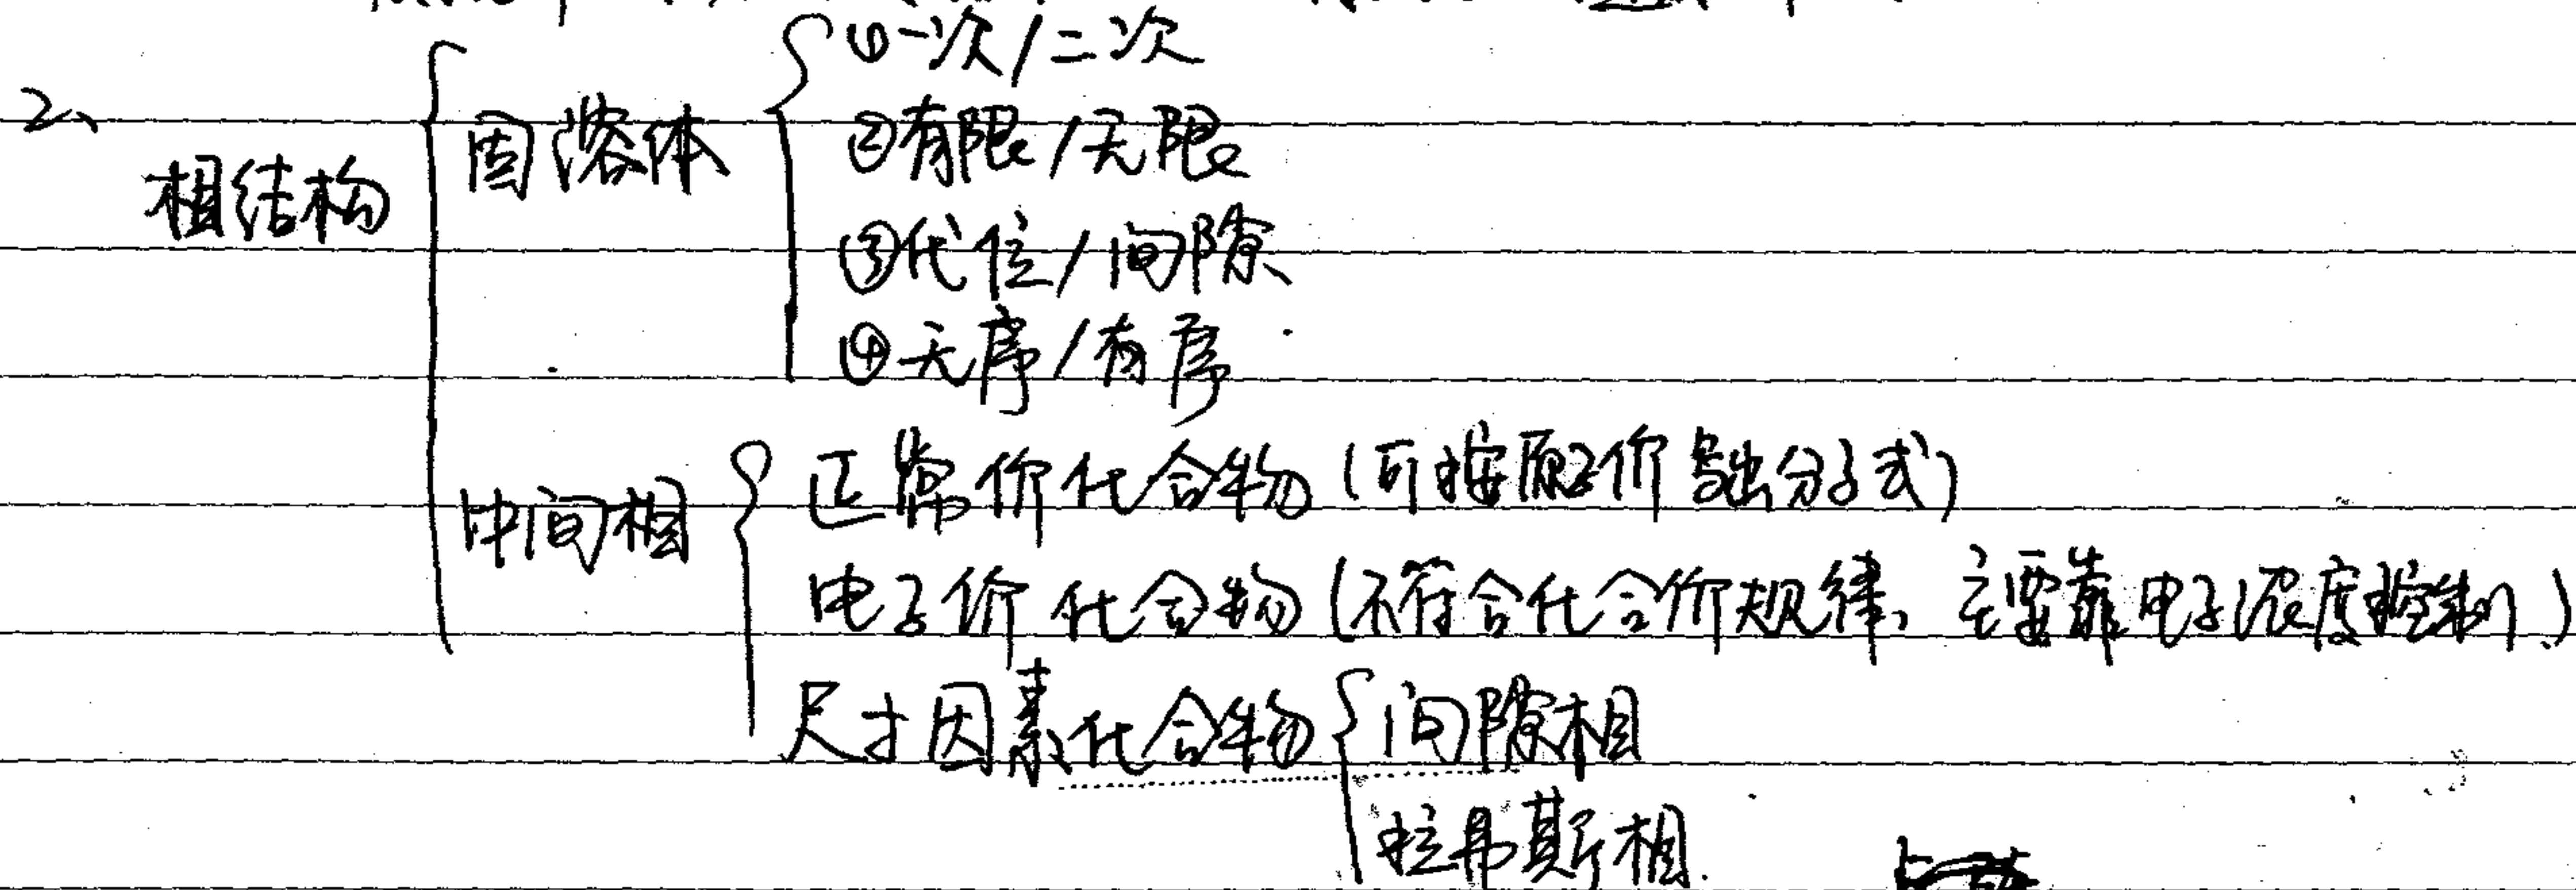 2、
相结构
固溶体
①一次/二次
②有限/无限
③代位/间隙
④无序/有序
中间相
正常价化合物(可按原子价写出分子式)
电子价化合物(不符合化合价规律、主要靠电子浓度控制.)
尺寸因素化合物
间隙相
拉弗斯相.